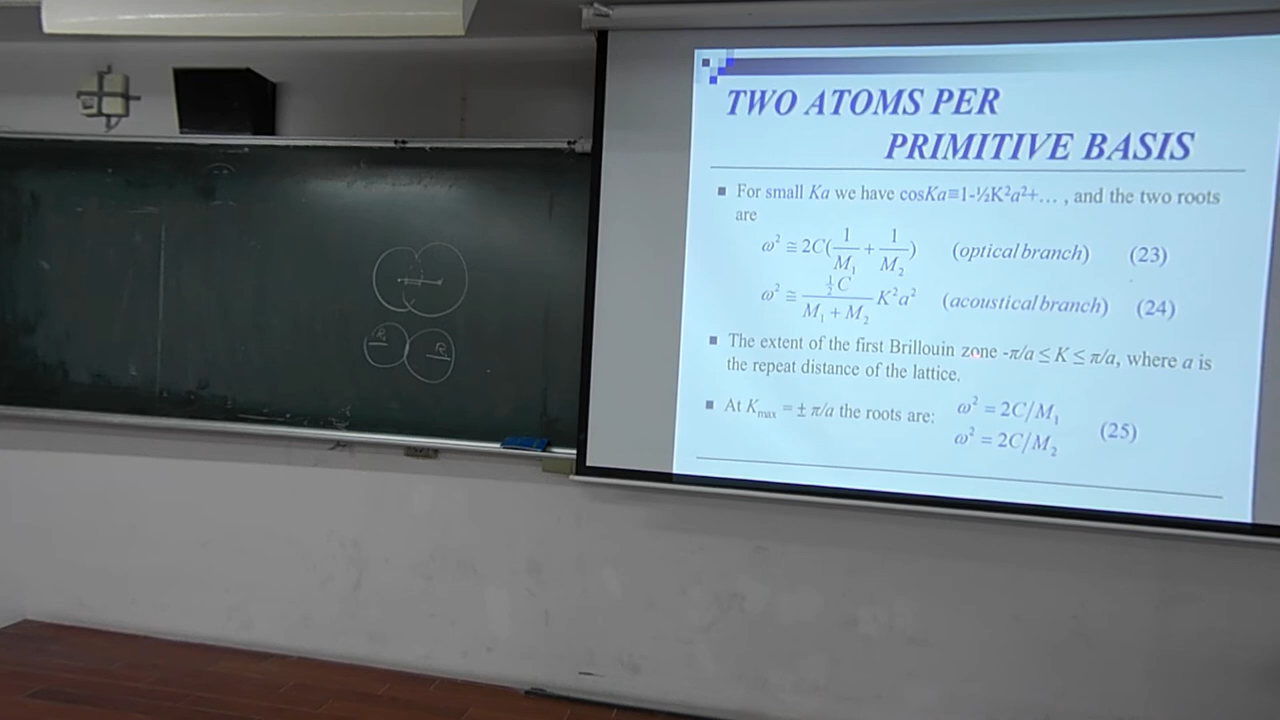 TWO ATOMS PER
PRIMITIVE BASIS
For small Ka we have cosKa≡1-½K²a²+… , and the two roots
are
ω² ≅ 2C(1/M₁ + 1/M₂) (optical branch) (23)
ω² ≅ ½C/(M₁ + M₂) K²a² (acoustical branch) (24)
The extent of the first Brillouin zone -π/a ≤ K ≤ π/a, where a is
the repeat distance of the lattice.
At Kmax = ± π/a the roots are: ω² = 2C/M₁
ω² = 2C/M₂ (25)